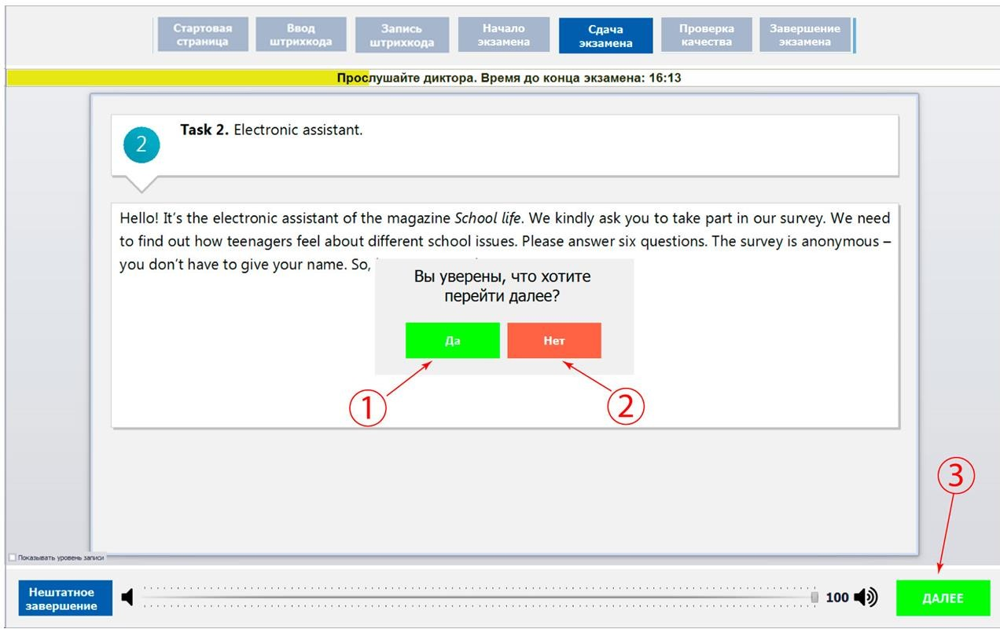 Стартовая
страница
Ввод
штрихкода
Запись
штрихкода
Начало
экзамена
Сдача
экзамена
Проверка
качества
Завершение
экзамена
Прослушайте диктора. Время до конца экзамена: 16:13
2
Task 2. Electronic assistant.
Hello! It’s the electronic assistant of the magazine School life. We kindly ask you to take part in our survey. We need
to find out how teenagers feel about different school issues. Please answer six questions. The survey is anonymous –
you don’t have to give your name. So,
Вы уверены, что хотите
перейти далее?
Да
Нет
1
2
3
Показывать уровень записи
Нештатное
завершение
100
ДАЛЕЕ